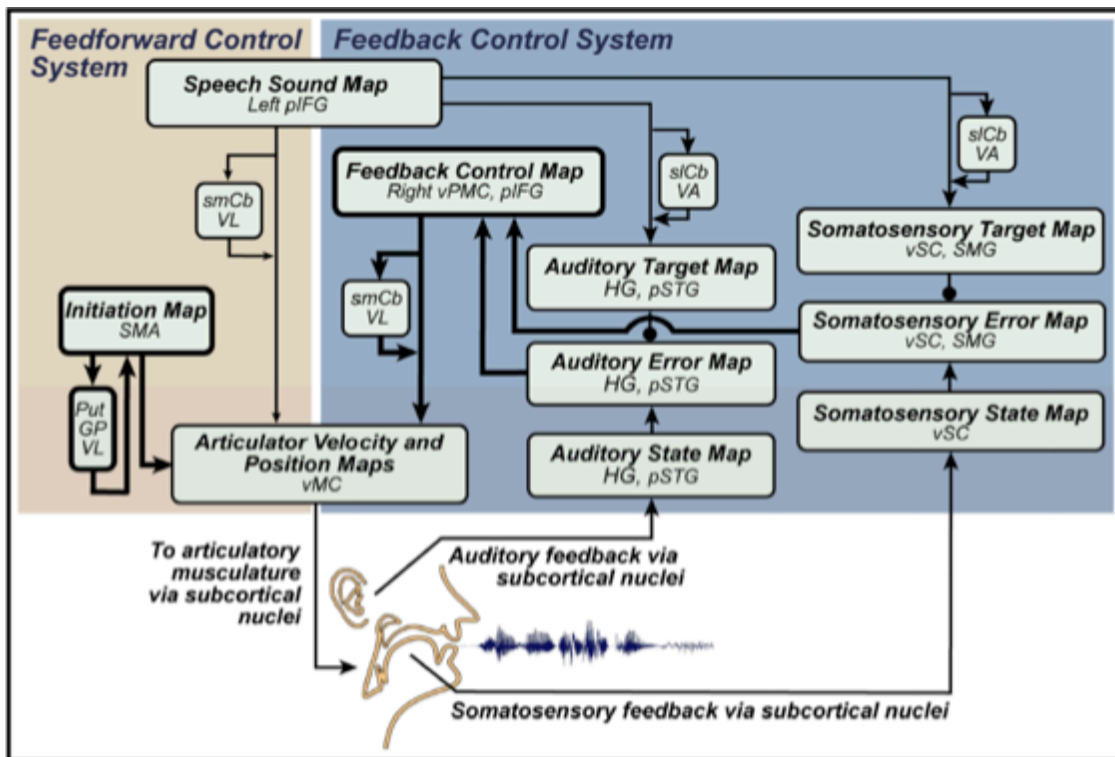 Feedforward Control
System
Feedback Control System
Speech Sound Map
Left pIFG
smCb
VL
Initiation Map
SMA
Put
GP
VL
Feedback Control Map
Right vPMC, pIFG
smCb
VL
Articulator Velocity and
Position Maps
vMC
slCb
VA
Auditory Target Map
HG, pSTG
Auditory Error Map
HG, pSTG
Auditory State Map
HG, pSTG
slCb
VA
Somatosensory Target Map
vSC, SMG
Somatosensory Error Map
vSC, SMG
Somatosensory State Map
vSC
To articulatory
musculature
via subcortical
nuclei
Auditory feedback via
subcortical nuclei
Somatosensory feedback via subcortical nuclei